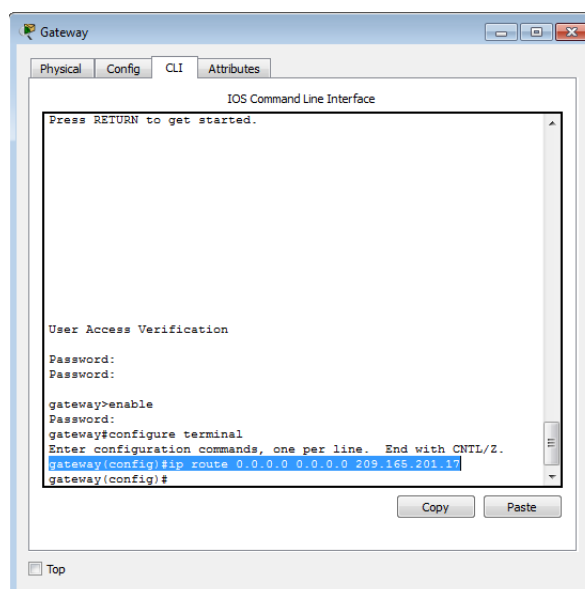 Gateway
Physical Config CLI Attributes
IOS Command Line Interface
Press RETURN to get started.
User Access Verification
Password:
Password:
gateway>enable
Password:
gateway#configure terminal
Enter configuration commands, one per line.  End with CNTL/Z.
gateway(config)#ip route 0.0.0.0 0.0.0.0 209.165.201.17
gateway(config)#
Copy Paste
Top